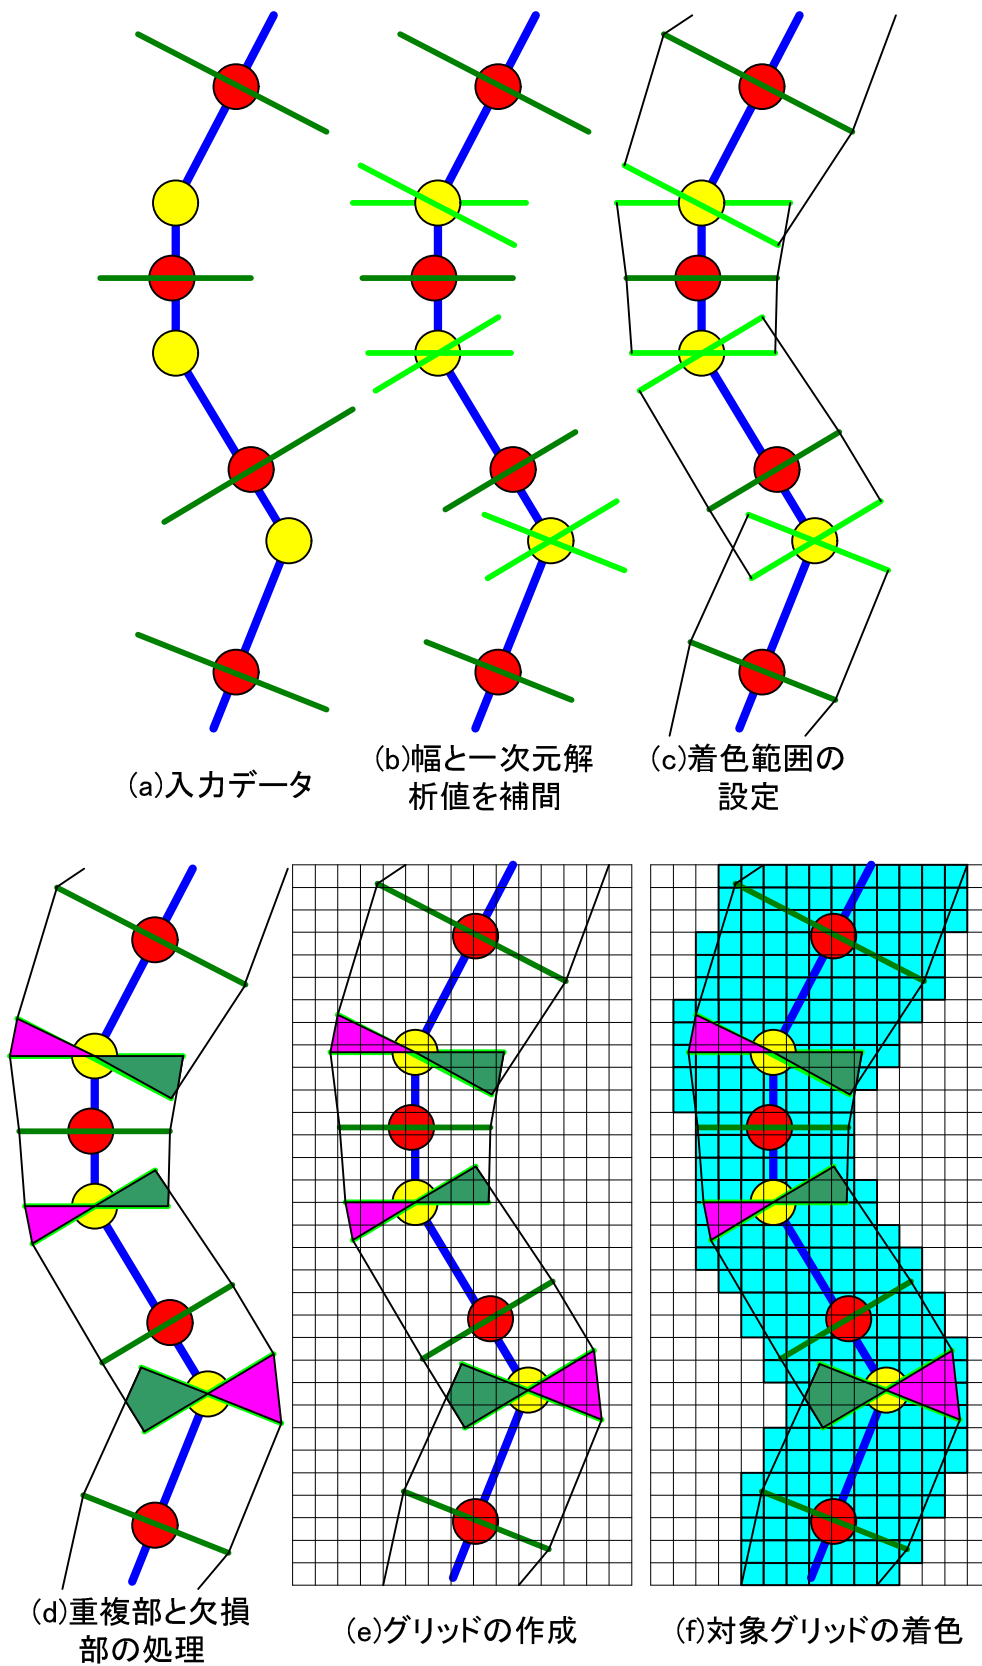 (a)入力データ
(b)幅と一次元解
析値を補間
(c)着色範囲の
設定
(d)重複部と欠損
部の処理
(e)グリッドの作成
(f)対象グリッドの着色